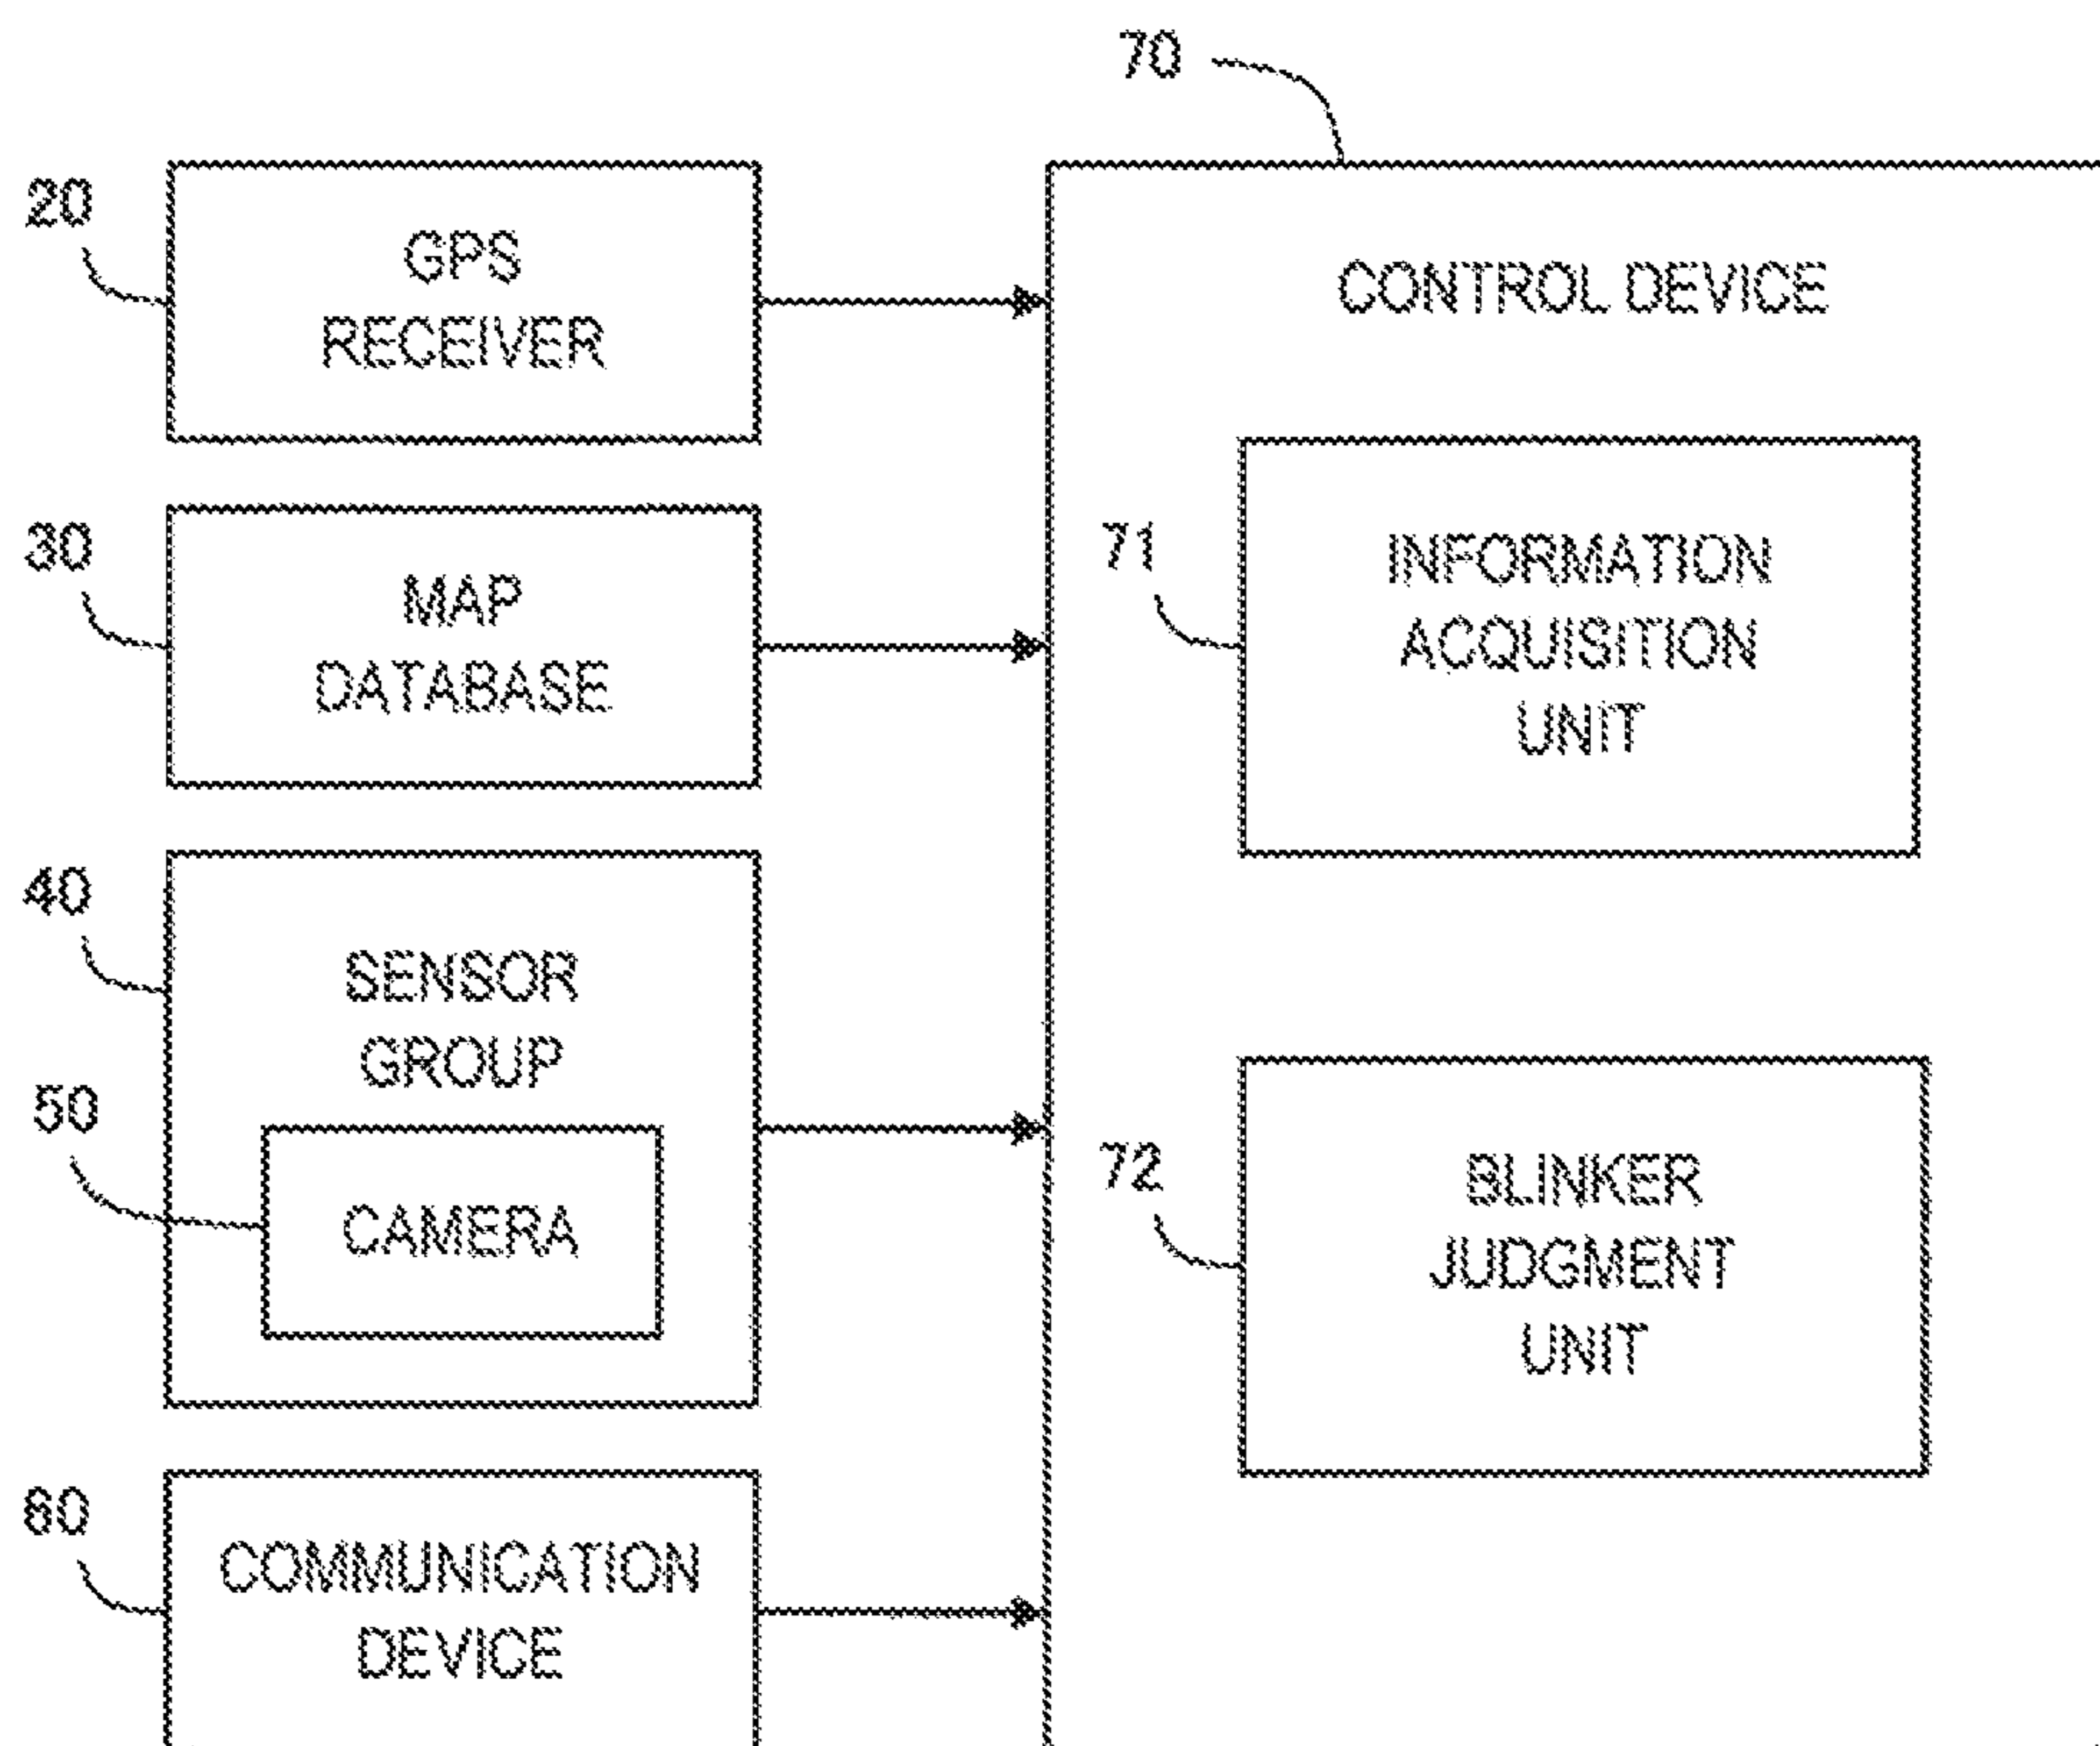 70
20
GPS
RECEIVER
CONTROL DEVICE
30
MAP
DATABASE
71
INFORMATION
ACQUISITION
UNIT
40
SENSOR
GROUP
50
CAMERA
72
BLINKER
JUDGMENT
UNIT
60
COMMUNICATION
DEVICE